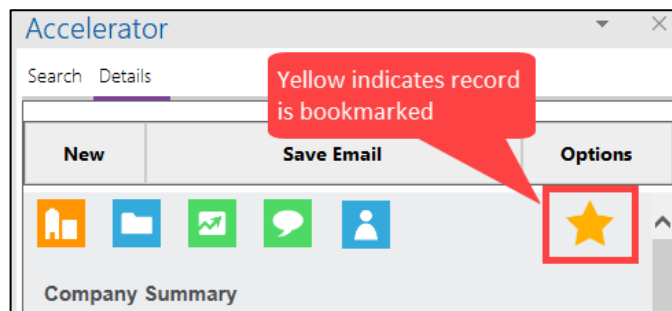 Accelerator
Search Details
Yellow indicates record
is bookmarked
New Save Email Options
Company Summary